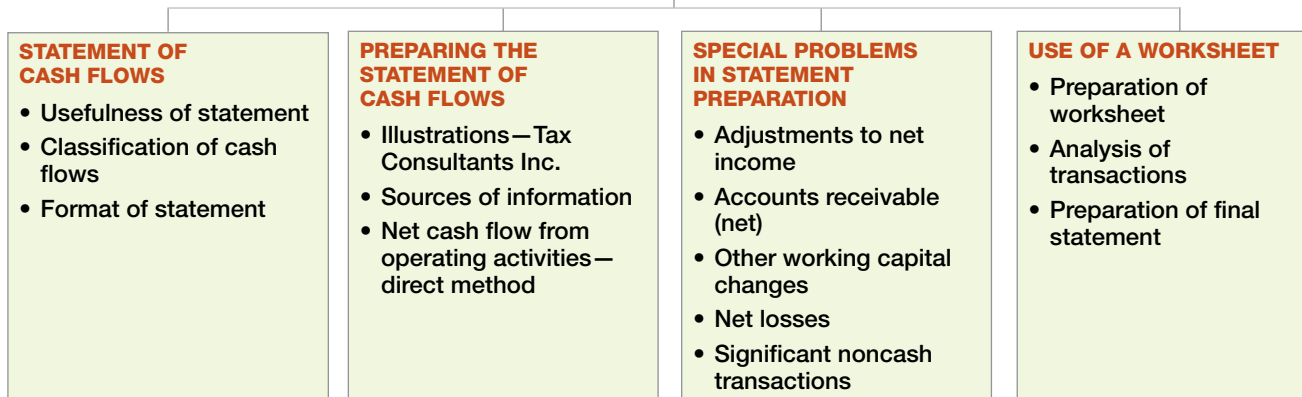 STATEMENT OF
CASH FLOWS
• Usefulness of statement
• Classification of cash
flows
• Format of statement
PREPARING THE
STATEMENT OF
CASH FLOWS
• Illustrations—Tax
Consultants Inc.
• Sources of information
• Net cash flow from
operating activities—
direct method
SPECIAL PROBLEMS
IN STATEMENT
PREPARATION
• Adjustments to net
income
• Accounts receivable
(net)
• Other working capital
changes
• Net losses
• Significant noncash
transactions
USE OF A WORKSHEET
• Preparation of
worksheet
• Analysis of
transactions
• Preparation of final
statement